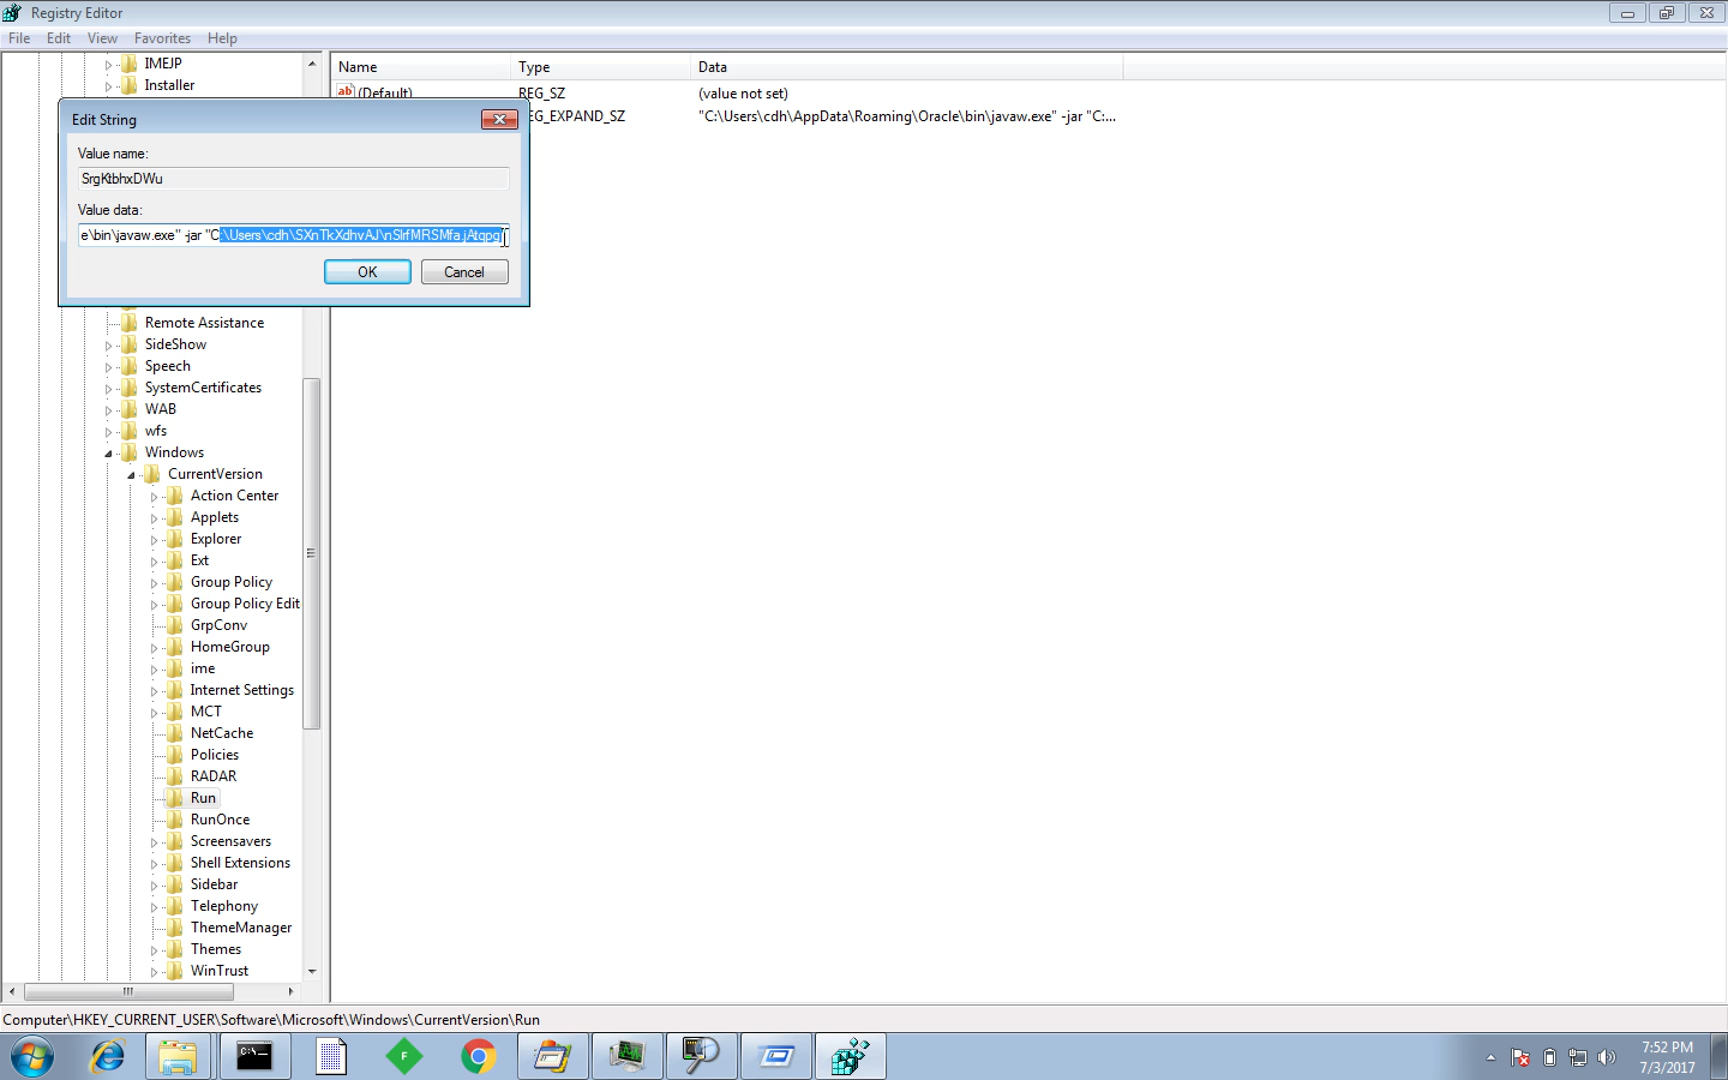 Registry Editor
File Edit View Favorites Help
IMEJP
Installer
Name Type Data
(Default) REG_SZ (value not set)
EG_EXPAND_SZ "C:\Users\cdh\AppData\Roaming\Oracle\bin\javaw.exe" -jar "C:...
Edit String
Value name:
SrgKtbhxDWu
Value data:
e\bin\javaw.exe" -jar "C:\Users\cdh\SXnTkXdhvAJ\nSIrfMRSMfa.jAtqpg
OK Cancel
Remote Assistance
SideShow
Speech
SystemCertificates
WAB
wfs
Windows
CurrentVersion
Action Center
Applets
Explorer
Ext
Group Policy
Group Policy Edit
GrpConv
HomeGroup
ime
Internet Settings
MCT
NetCache
Policies
RADAR
Run
RunOnce
Screensavers
Shell Extensions
Sidebar
Telephony
ThemeManager
Themes
WinTrust
Computer\HKEY_CURRENT_USER\Software\Microsoft\Windows\CurrentVersion\Run
7:52 PM
7/3/2017